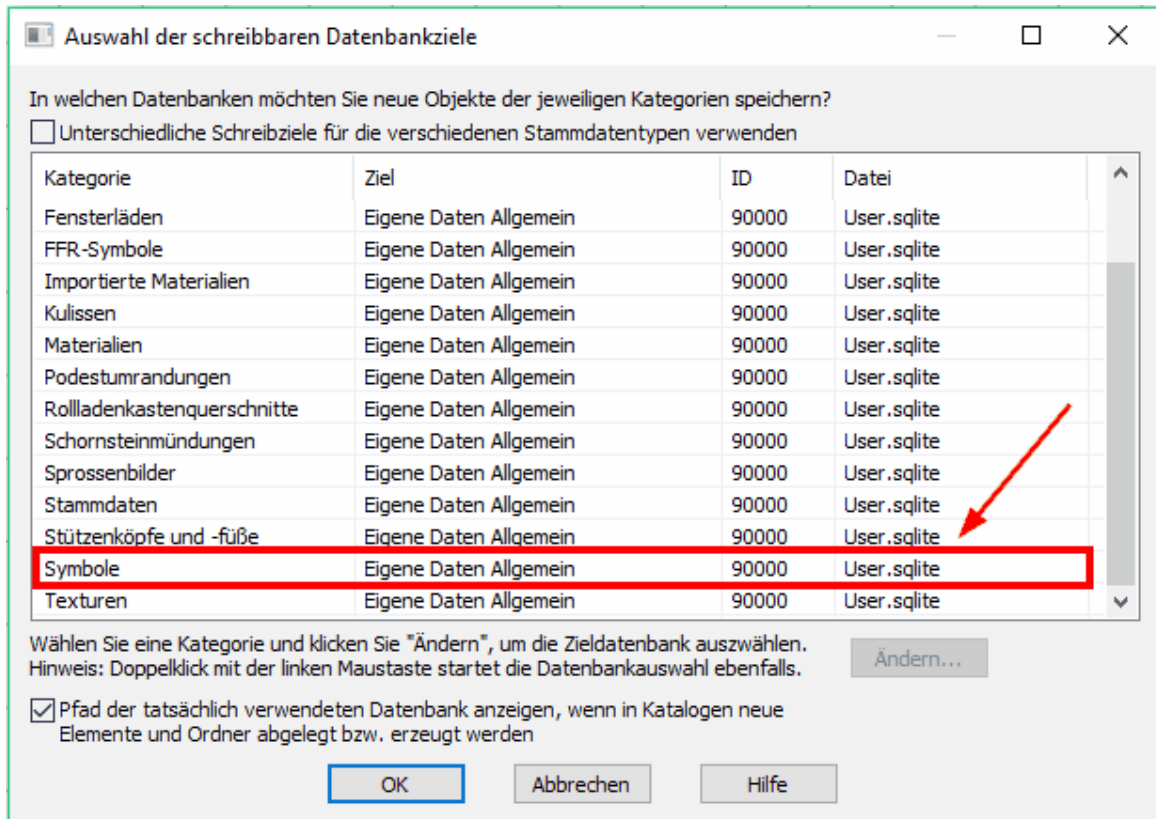 Auswahl der schreibbaren Datenbankziele
In welchen Datenbanken möchten Sie neue Objekte der jeweiligen Kategorien speichern?
Unterschiedliche Schreibziele für die verschiedenen Stammdatentypen verwenden
Kategorie Ziel ID Datei
Fensterläden Eigene Daten Allgemein 90000 User.sqlite
FFR-Symbole Eigene Daten Allgemein 90000 User.sqlite
Importierte Materialien Eigene Daten Allgemein 90000 User.sqlite
Kulissen Eigene Daten Allgemein 90000 User.sqlite
Materialien Eigene Daten Allgemein 90000 User.sqlite
Podestumrandungen Eigene Daten Allgemein 90000 User.sqlite
Rollladenkastenquerschnitte Eigene Daten Allgemein 90000 User.sqlite
Schornsteinmündungen Eigene Daten Allgemein 90000 User.sqlite
Sprossenbilder Eigene Daten Allgemein 90000 User.sqlite
Stammdaten Eigene Daten Allgemein 90000 User.sqlite
Stützenköpfe und -füße Eigene Daten Allgemein 90000 User.sqlite
Symbole Eigene Daten Allgemein 90000 User.sqlite
Texturen Eigene Daten Allgemein 90000 User.sqlite
Wählen Sie eine Kategorie und klicken Sie "Ändern", um die Zieldatenbank auszwählen.
Hinweis: Doppelklick mit der linken Maustaste startet die Datenbankauswahl ebenfalls.
Ändern...
Pfad der tatsächlich verwendeten Datenbank anzeigen, wenn in Katalogen neue
Elemente und Ordner abgelegt bzw. erzeugt werden
OK Abbrechen Hilfe